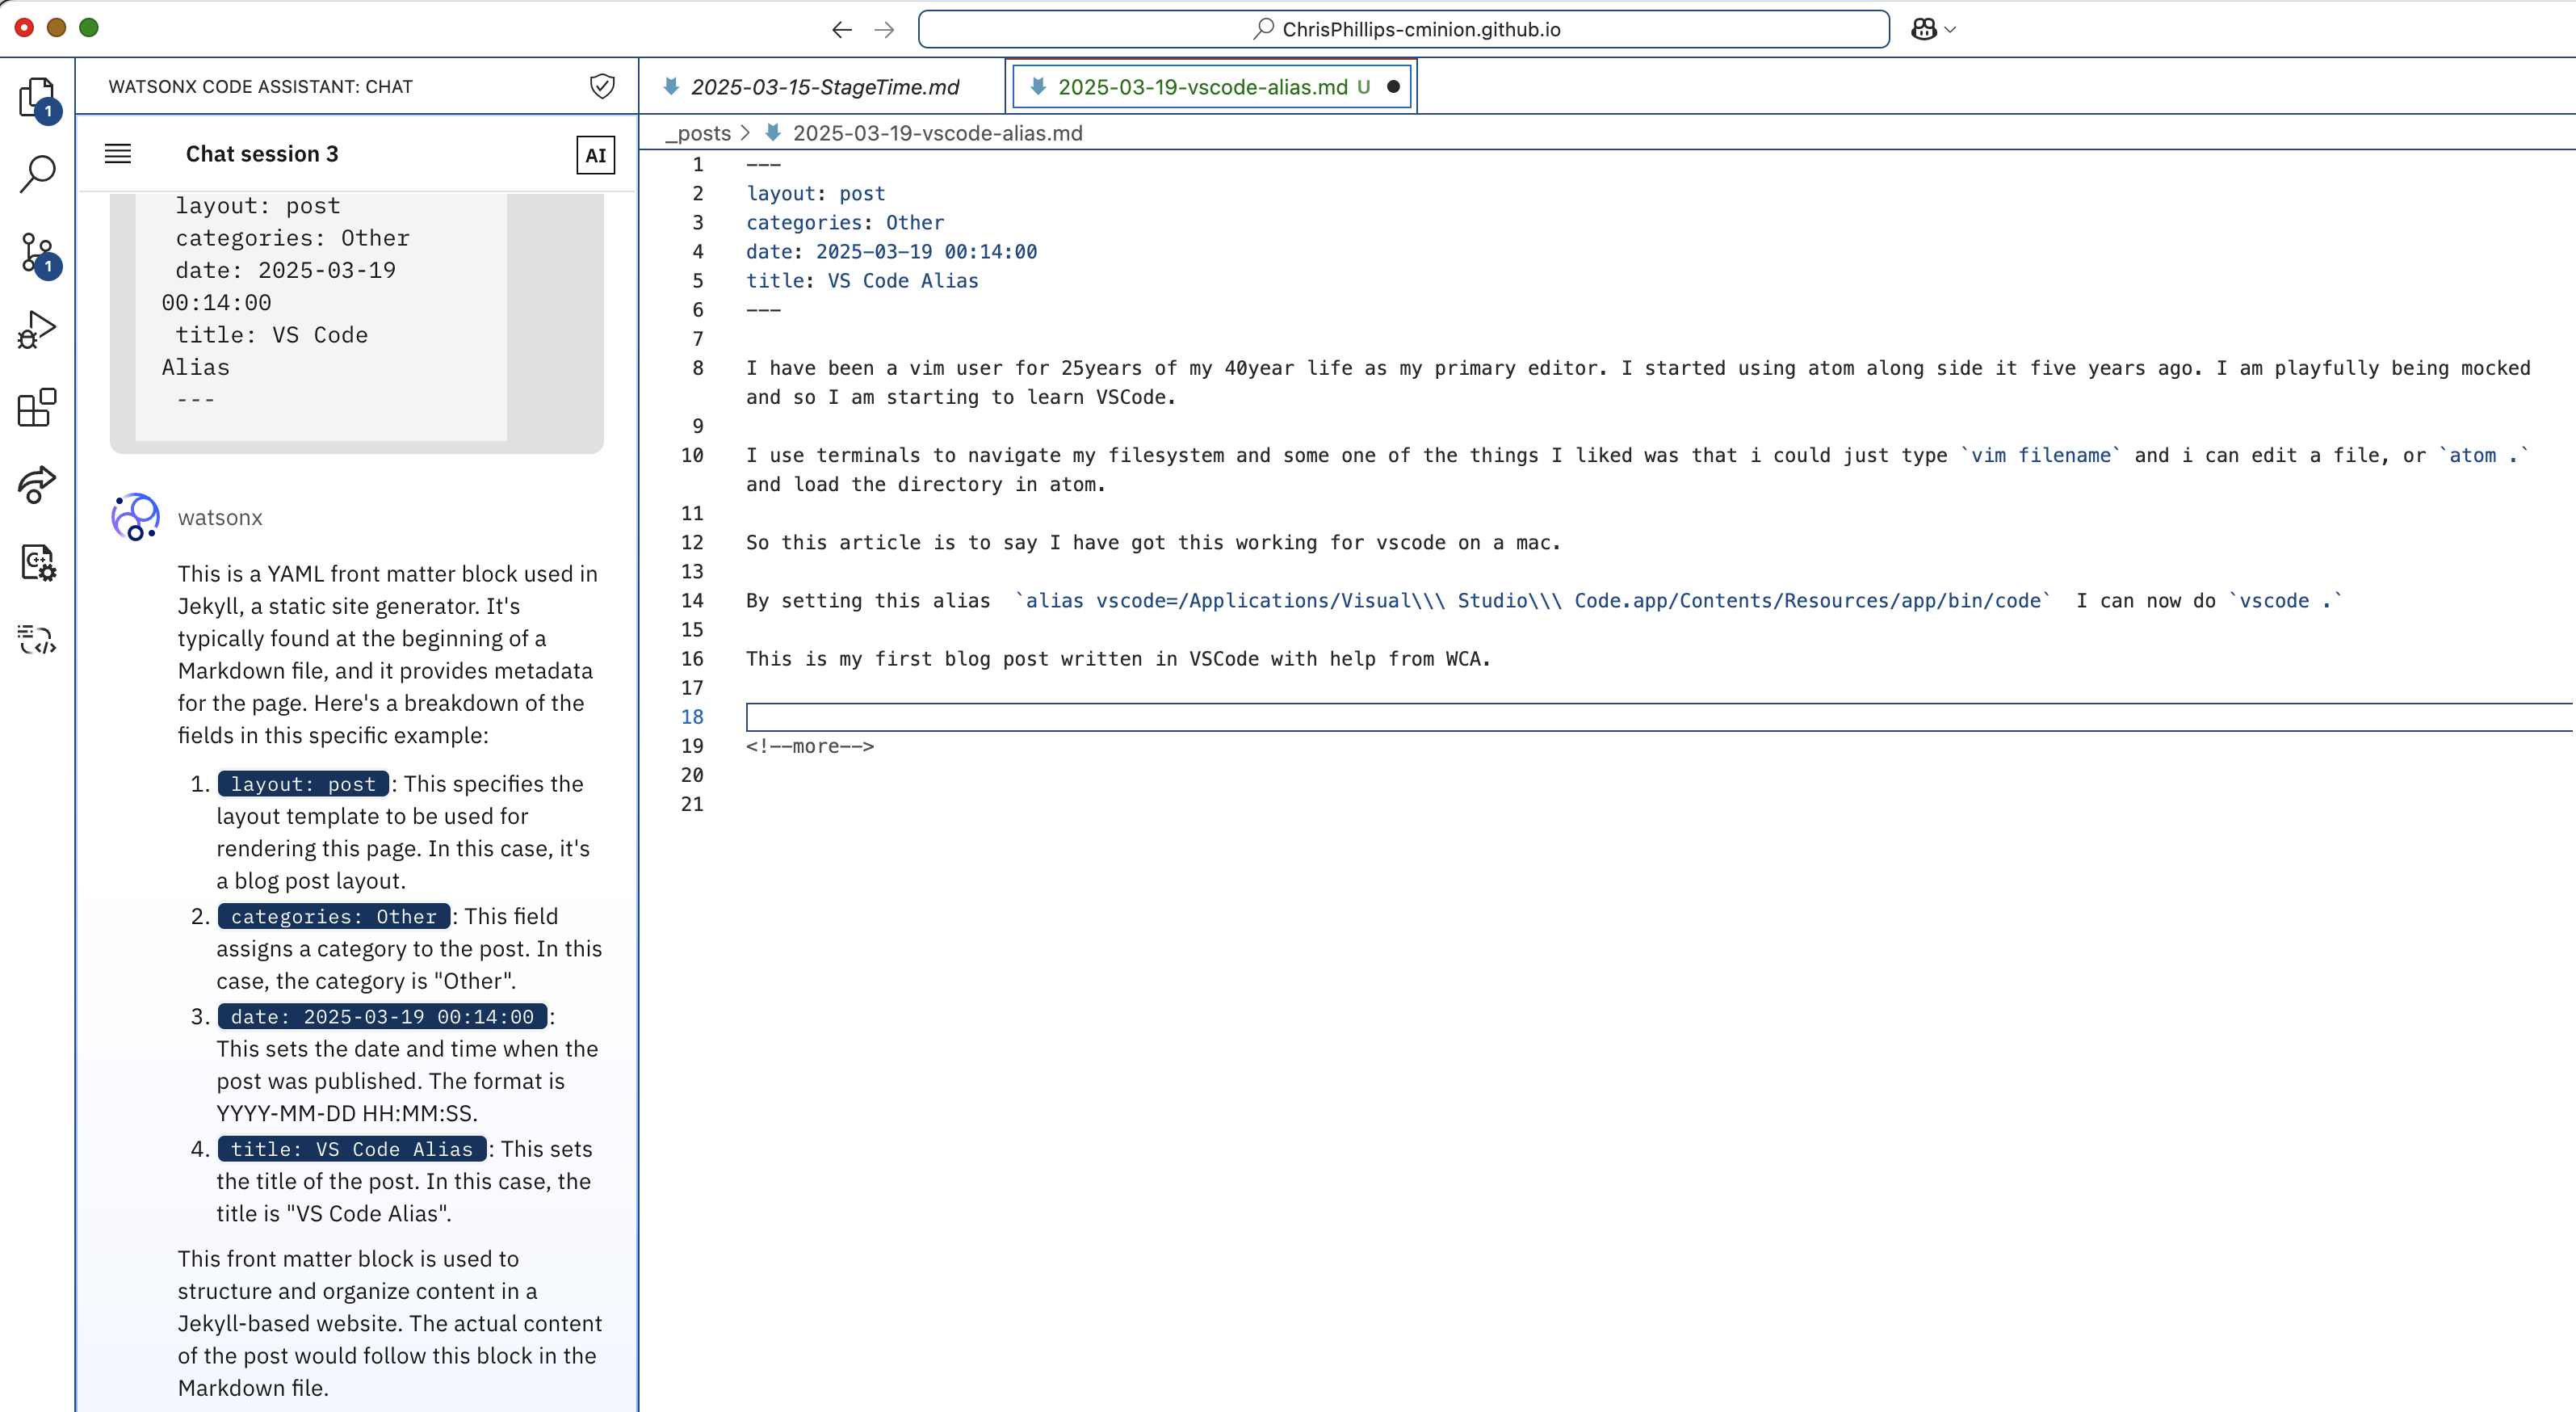 ChrisPhillips-cminion.github.io
1
1
WATSONX CODE ASSISTANT: CHAT
Chat session 3
AI
layout: post
categories: Other
date: 2025-03-19
00:14:00
title: VS Code
Alias
---
watsonx
This is a YAML front matter block used in
Jekyll, a static site generator. It's
typically found at the beginning of a
Markdown file, and it provides metadata
for the page. Here's a breakdown of the
fields in this specific example:
1. layout: post : This specifies the
layout template to be used for
rendering this page. In this case, it's
a blog post layout.
2. categories: Other : This field
assigns a category to the post. In this
case, the category is "Other".
3. date: 2025-03-19 00:14:00 :
This sets the date and time when the
post was published. The format is
YYYY-MM-DD HH:MM:SS.
4. title: VS Code Alias : This sets
the title of the post. In this case, the
title is "VS Code Alias".
This front matter block is used to
structure and organize content in a
Jekyll-based website. The actual content
of the post would follow this block in the
Markdown file.
2025-03-15-StageTime.md
2025-03-19-vscode-alias.md U
_posts > 2025-03-19-vscode-alias.md
1 ---
2 layout: post
3 categories: Other
4 date: 2025-03-19 00:14:00
5 title: VS Code Alias
6 ---
7
8 I have been a vim user for 25years of my 40year life as my primary editor. I started using atom along side it five years ago. I am playfully being mocked
and so I am starting to learn VSCode.
9
10 I use terminals to navigate my filesystem and some one of the things I liked was that i could just type `vim filename` and i can edit a file, or `atom .`
and load the directory in atom.
11
12 So this article is to say I have got this working for vscode on a mac.
13
14 By setting this alias  `alias vscode=/Applications/Visual\\\ Studio\\\ Code.app/Contents/Resources/app/bin/code`  I can now do `vscode .`
15
16 This is my first blog post written in VSCode with help from WCA.
17
18
19 <!--more-->
20
21